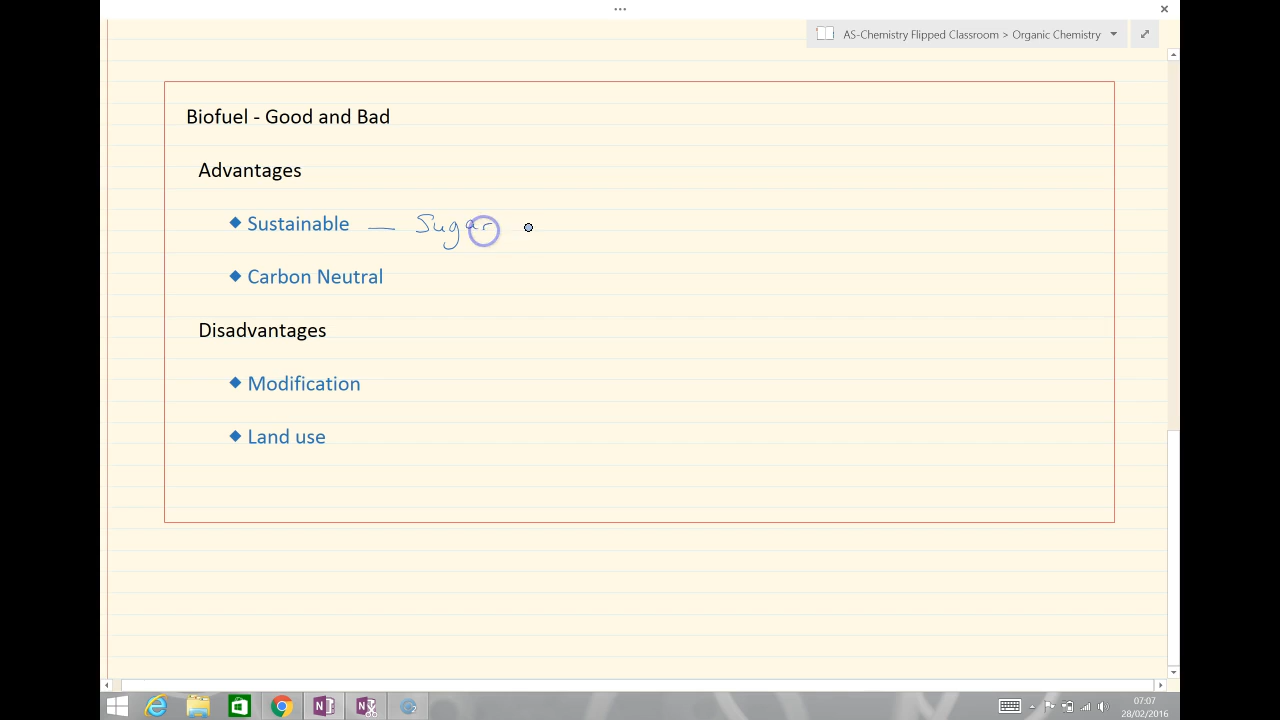 AS-Chemistry Flipped Classroom > Organic Chemistry
Biofuel - Good and Bad
Advantages
Sustainable — Sugar
Carbon Neutral
Disadvantages
Modification
Land use
07:07
28/02/2016